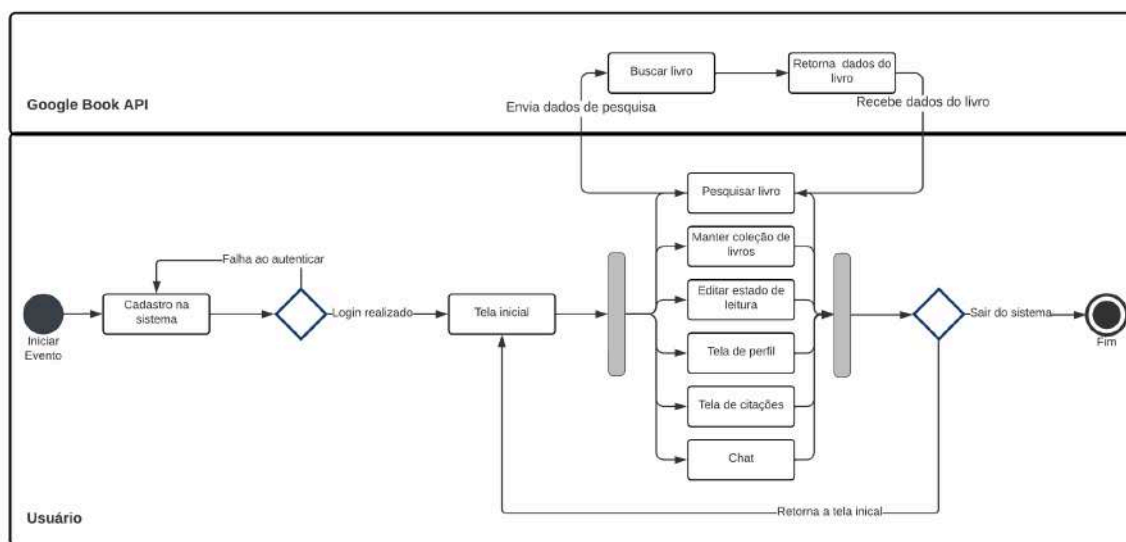 Buscar livro
Retorna dados do
livro
Google Book API
Envia dados de pesquisa
Recebe dados do livro
Pesquisar livro
Manter coleção de
livros
Falha ao autenticar
Editar estado de
leitura
Cadastro na
sistema
Login realizado
Tela inicial
Sair do sistema
Iniciar
Evento
Fim
Tela de perfil
Tela de citações
Chat
Retorna a tela inical
Usuário